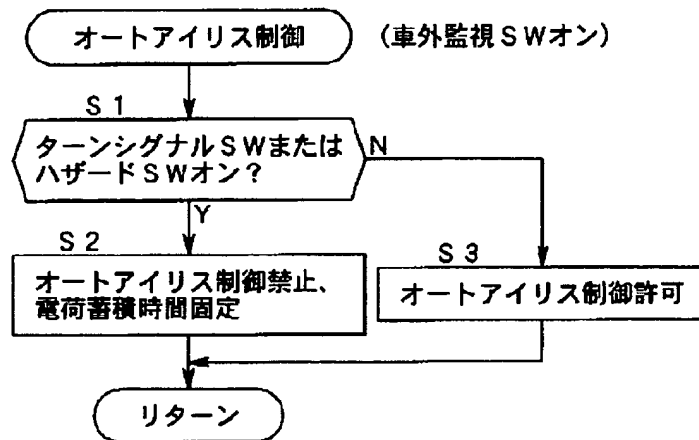 オートアイリス制御 (車外監視SWオン)
S1
ターンシグナルSWまたは
ハザードSWオン?
N
Y
S2
オートアイリス制御禁止、
電荷蓄積時間固定
S3
オートアイリス制御許可
リターン